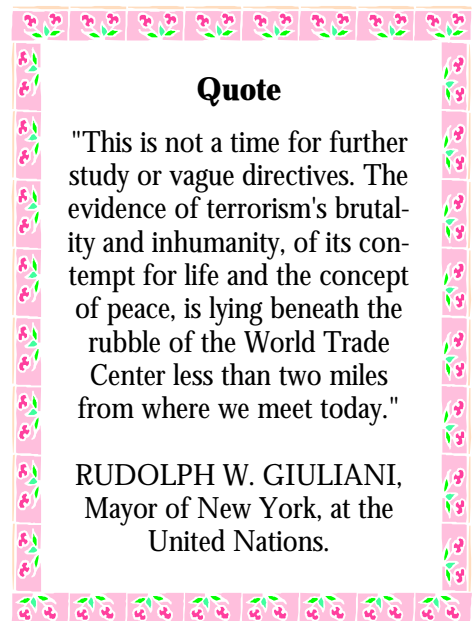 Quote
"This is not a time for further
study or vague directives. The
evidence of terrorism's brutal-
ity and inhumanity, of its con-
tempt for life and the concept
of peace, is lying beneath the
rubble of the World Trade
Center less than two miles
from where we meet today."
RUDOLPH W. GIULIANI,
Mayor of New York, at the
United Nations.